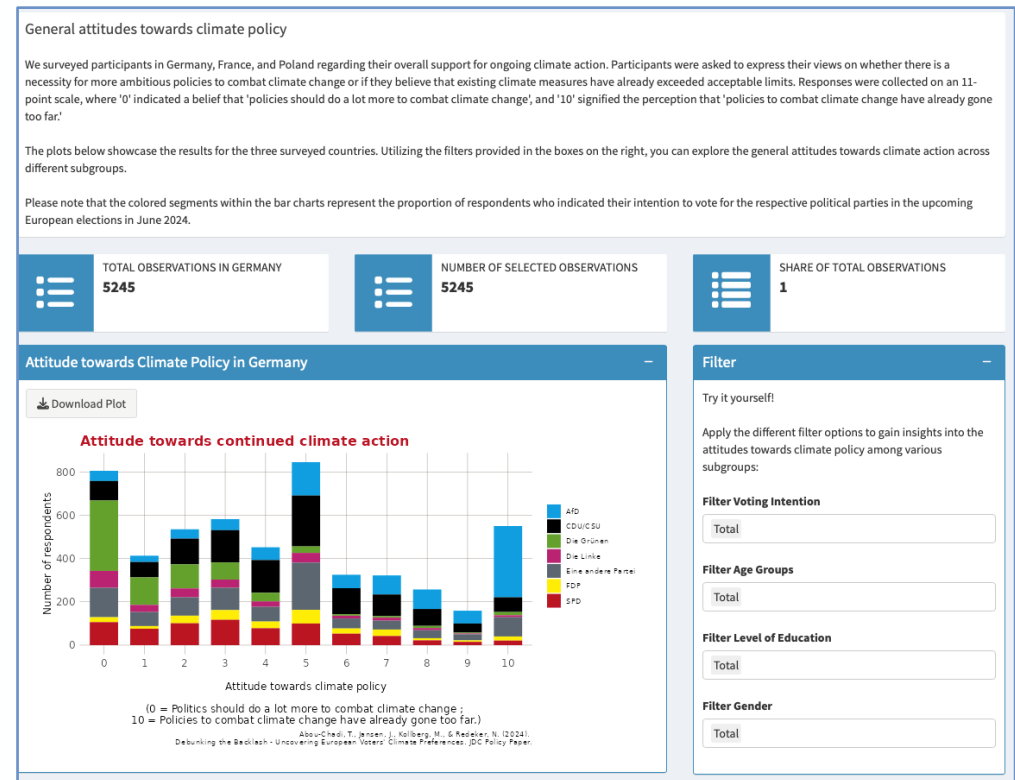 General attitudes towards climate policy
We surveyed participants in Germany, France, and Poland regarding their overall support for ongoing climate action. Participants were asked to express their views on whether there is a
necessity for more ambitious policies to combat climate change or if they believe that existing climate measures have already exceeded acceptable limits. Responses were collected on an 11-
point scale, where '0' indicated a belief that 'policies should do a lot more to combat climate change', and '10' signified the perception that 'policies to combat climate change have already gone
too far.'
The plots below showcase the results for the three surveyed countries. Utilizing the filters provided in the boxes on the right, you can explore the general attitudes towards climate action across
different subgroups.
Please note that the colored segments within the bar charts represent the proportion of respondents who indicated their intention to vote for the respective political parties in the upcoming
European elections in June 2024.
TOTAL OBSERVATIONS IN GERMANY
5245
NUMBER OF SELECTED OBSERVATIONS
5245
SHARE OF TOTAL OBSERVATIONS
1
Attitude towards Climate Policy in Germany
Download Plot
Attitude towards continued climate action
Number of respondents
800
600
400
200
0
0 1 2 3 4 5 6 7 8 9 10
Attitude towards climate policy
(0 = Politics should do a lot more to combat climate change ;
10 = Policies to combat climate change have already gone too far.)
Abou-Chadi, T., Jansen, J., Kollberg, M., & Redeker, N. (2024).
Debunking the Backlash - Uncovering European Voters' Climate Preferences. JDC Policy Paper.
AfD
CDU/CSU
Die Grünen
Die Linke
Eine andere Partei
FDP
SPD
Filter
Try it yourself!
Apply the different filter options to gain insights into the
attitudes towards climate policy among various
subgroups:
Filter Voting Intention
Total
Filter Age Groups
Total
Filter Level of Education
Total
Filter Gender
Total